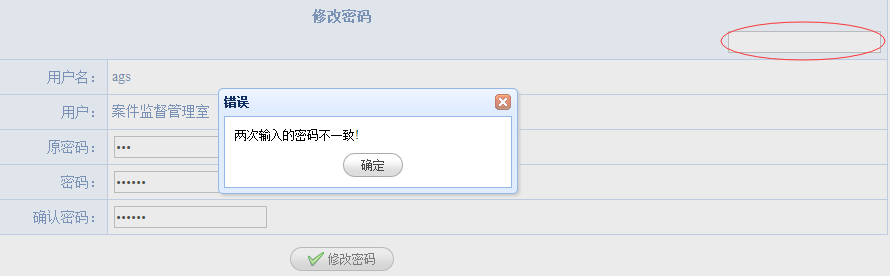 修改密码
用户名： ags
用户： 案件监督管理室
原密码： •••
密码： ••••••
确认密码： ••••••
修改密码
错误
两次输入的密码不一致!
确定